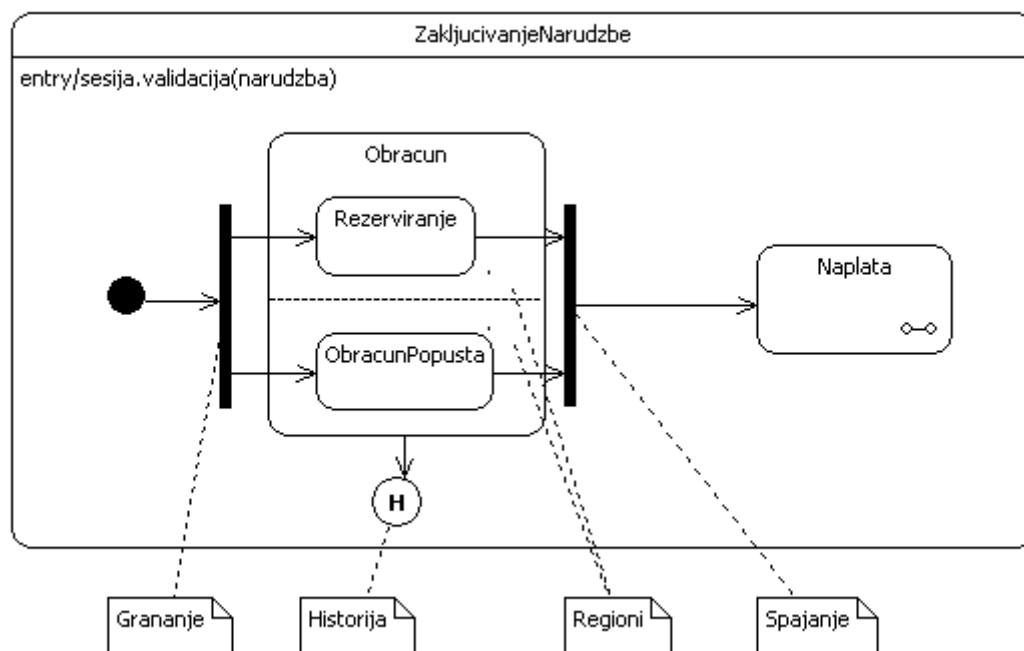 ZakljucivanjeNarudzbe
entry/sesija.validacija(narudzba)
Obracun
Rezerviranje
Naplata
ObracunPopusta
H
Grananje
Historija
Regioni
Spajanje